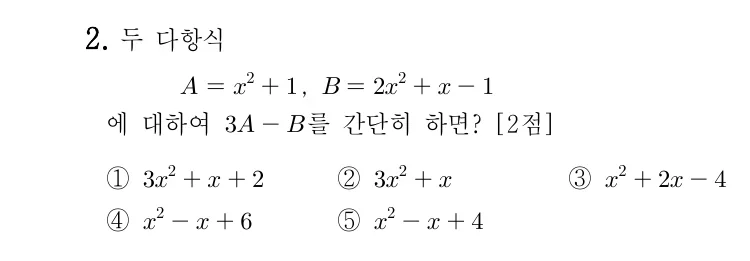 2. 두 다항식
A = x² + 1, B = 2x² + x − 1
에 대하여 3A − B를 간단히 하면? [2점]
① 3x² + x + 2 ② 3x² + x ③ x² + 2x − 4
④ x² − x + 6 ⑤ x² − x + 4